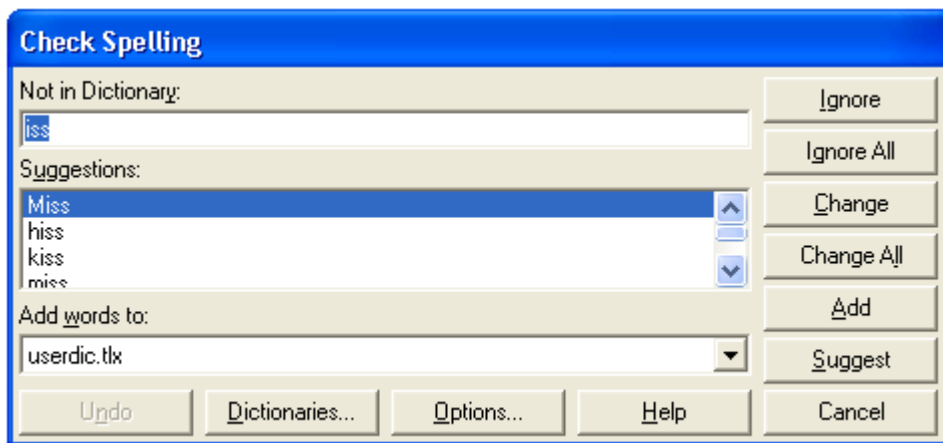 Check Spelling
Not in Dictionary:
iss
Suggestions:
Miss
hiss
kiss
miss
Add words to:
userdic.tlx
Undo
Dictionaries...
Options...
Help
Ignore
Ignore All
Change
Change All
Add
Suggest
Cancel